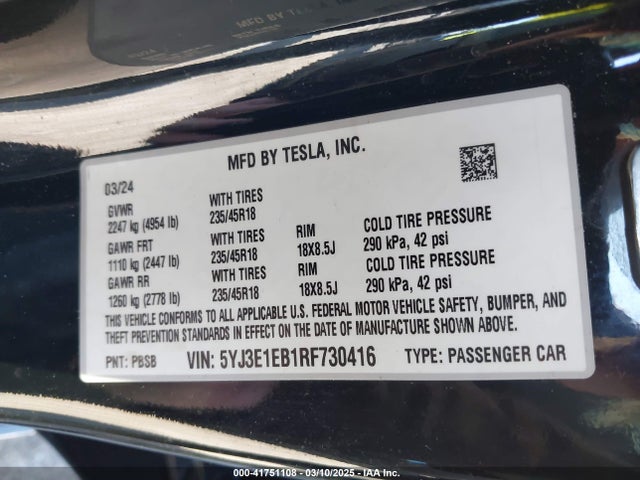 MFD BY TESLA, INC.
03/24
GVWR
2247 kg (4954 lb)
WITH TIRES
235/45R18
GAWR FRT
1110 kg (2447 lb)
WITH TIRES
235/45R18
RIM
18X8.5J
COLD TIRE PRESSURE
290 kPa, 42 psi
GAWR RR
1260 kg (2778 lb)
WITH TIRES
235/45R18
RIM
18X8.5J
COLD TIRE PRESSURE
290 kPa, 42 psi
THIS VEHICLE CONFORMS TO ALL APPLICABLE U.S. FEDERAL MOTOR VEHICLE SAFETY, BUMPER, AND
THEFT PREVENTION STANDARDS IN EFFECT ON THE DATE OF MANUFACTURE SHOWN ABOVE.
PNT: PBSB VIN: 5YJ3E1EB1RF730416 TYPE: PASSENGER CAR
000-41751108 - 03/10/2025 - IAA Inc.